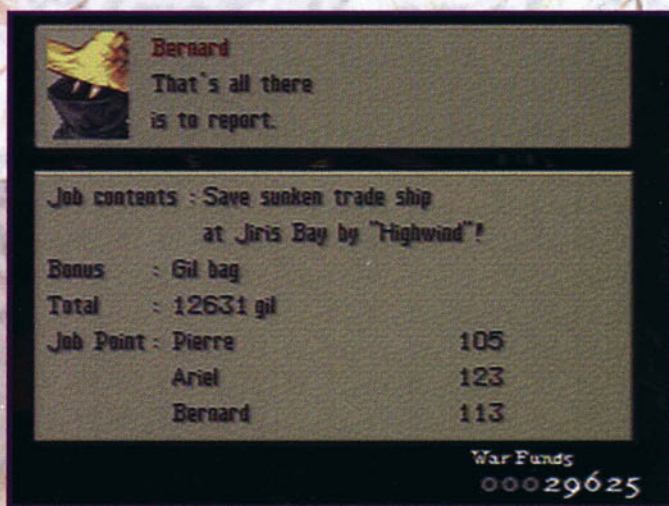 Bernard
That's all there
is to report.
Job contents : Save sunken trade ship
at Jiris Bay by "Highwind"!
Bonus : Gil bag
Total : 12631 gil
Job Point : Pierre 105
Ariel 123
Bernard 113
War Funds
00029625